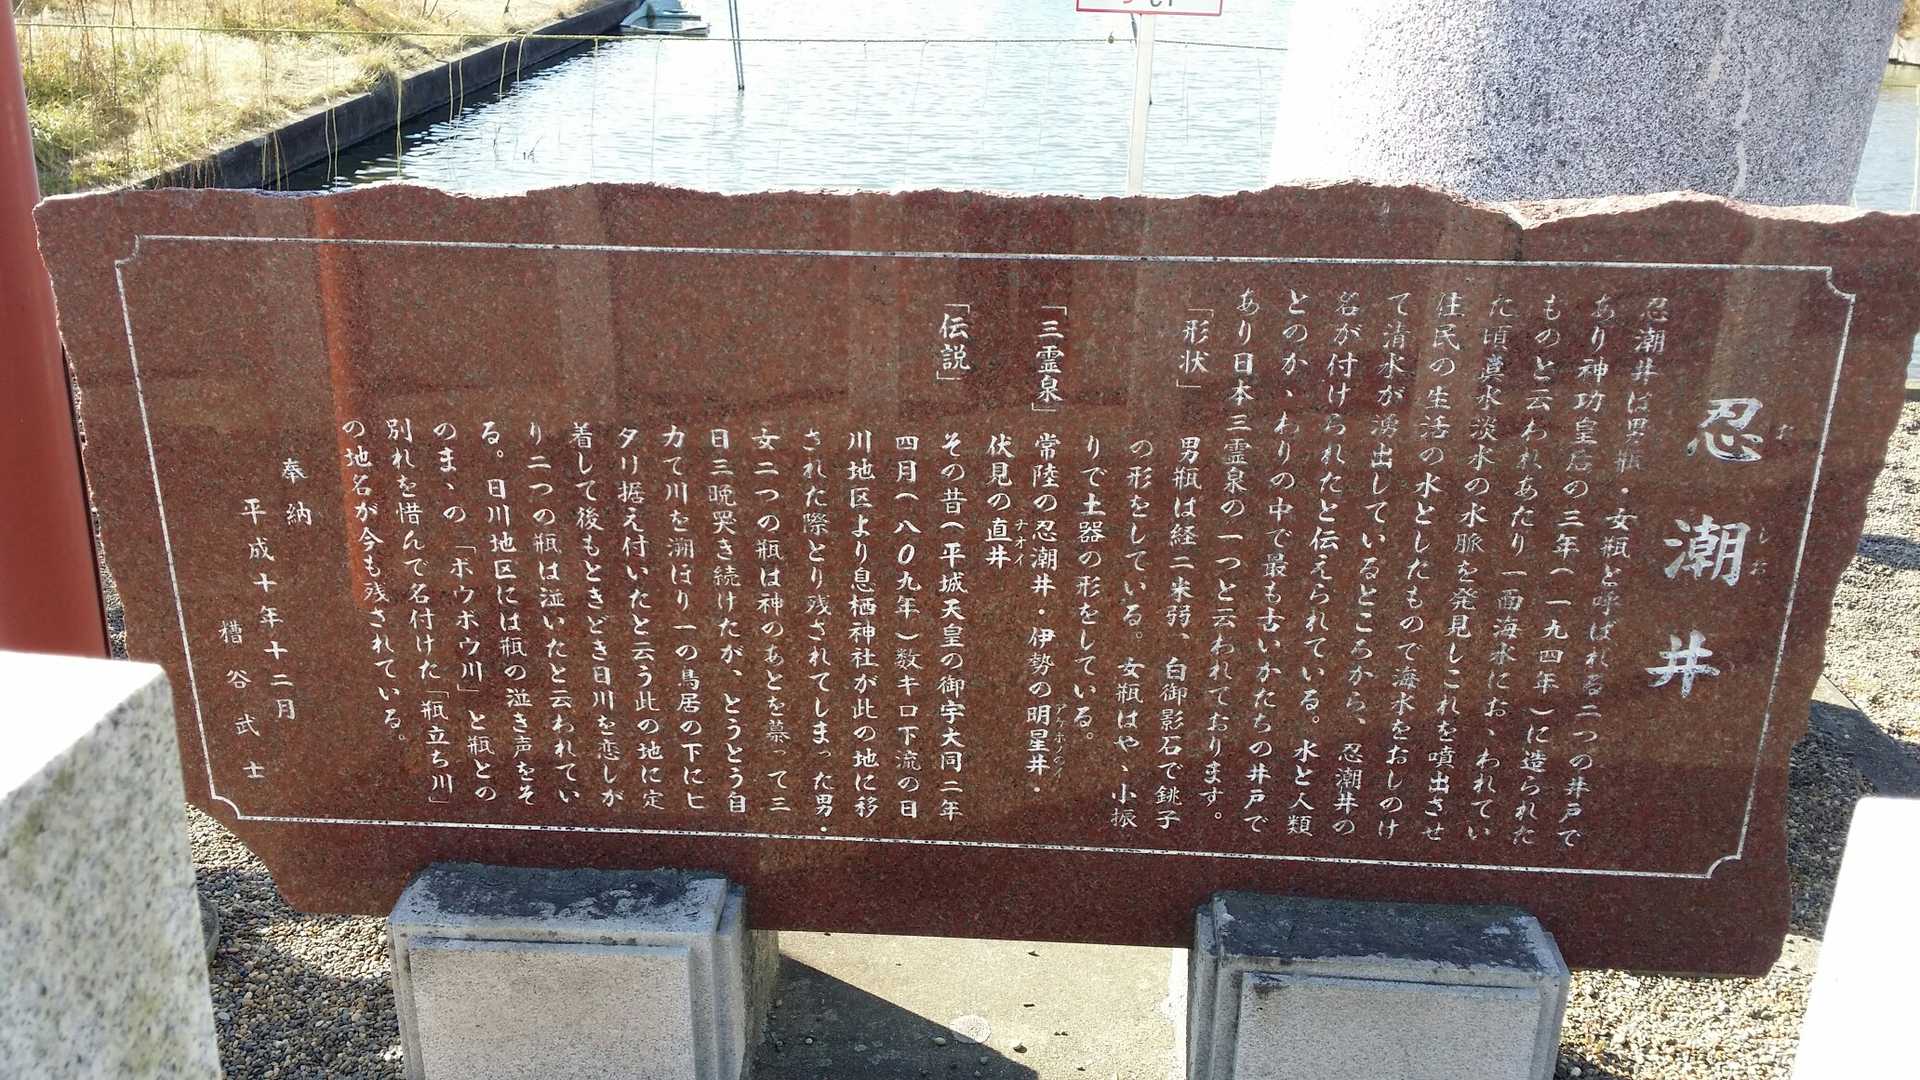 忍潮井
おしおい
忍潮井は男瓶・女瓶と呼ばれる二つの井戸で
あり神功皇后の三年(一九四年)に造られた
ものと云われあたり一面海水におゝわれてい
た頃真水淡水の水脈を発見しこれを噴出させ
住民の生活の水としたもので海水をおしのけ
て清水が湧出しているところから、忍潮井の
名が付けられたと伝えられている。水と人類
とのかゝわりの中で最も古いかたちの井戸で
あり日本三霊泉の一つと云われております。
「形状」 男瓶は経二米弱、白御影石で銚子
の形をしている。女瓶はやゝ小振
りで土器の形をしている。
「三霊泉」 常陸の忍潮井・伊勢の明星井・
アケボノのイ
伏見の直井
ナオイ
「伝説」 その昔(平城天皇の御宇大同二年
四月(八〇九年)数キロ下流の日
川地区より息栖神社が此の地に移
された際とり残されてしまった男・
女二つの瓶は神のあとを慕って三
日三晩哭き続けたが、とうとう自
力て川を溯ぼり一の鳥居の下にヒ
タリ据え付いたと云う此の地に定
着して後もときどき日川を恋しが
り二つの瓶は泣いたと云われてい
る。日川地区には瓶の泣き声をそ
のまゝの「ボウボウ川」と瓶との
別れを惜んで名付けた「瓶立ち川」
の地名が今も残されている。
奉納
平成十年十二月
糟谷武士